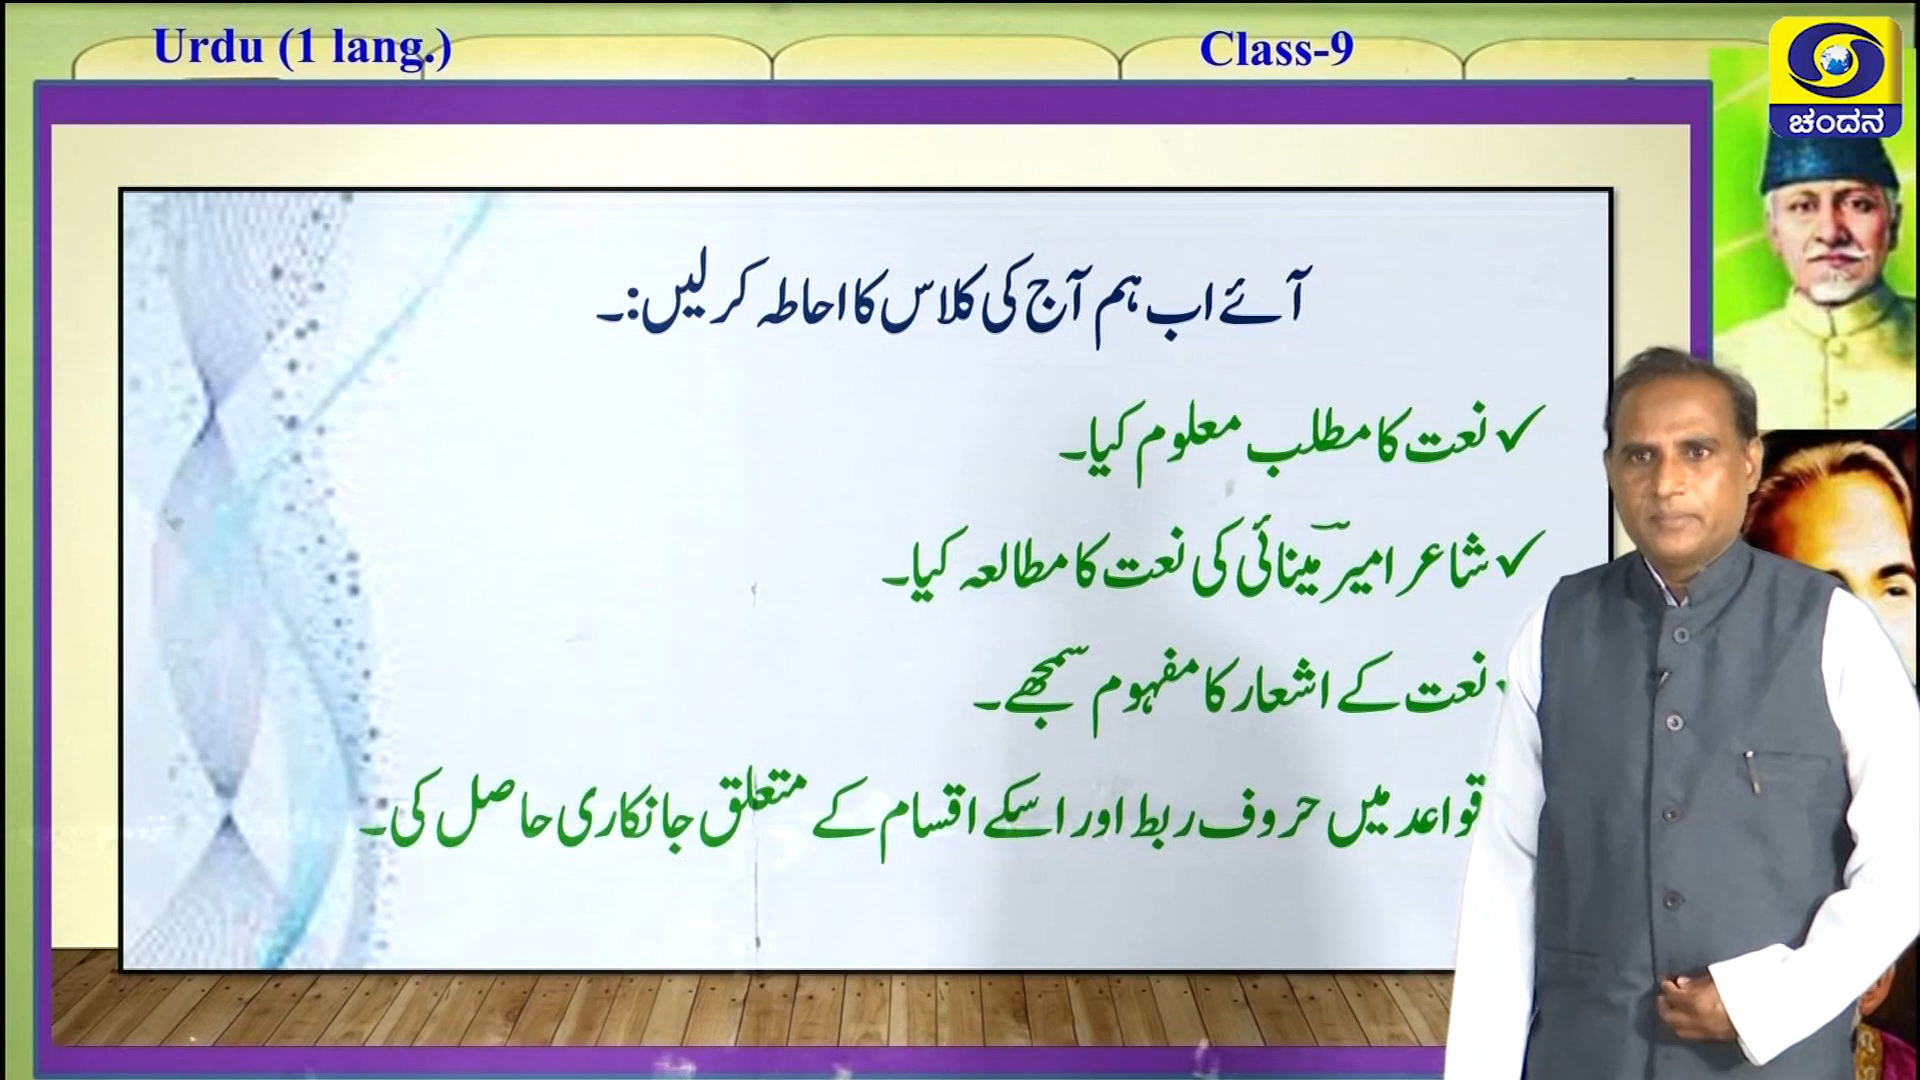 Urdu (1 lang.)
Class-9
ಚಂದನ
آئے اب ہم آج کی کلاس کا احاطہ کرلیں:۔
✓ نعت کا مطلب معلوم کیا۔
✓ شاعر امیرؔ مینائی کی نعت کا مطالعہ کیا۔
نعت کے اشعار کا مفہوم سمجھے۔
قواعد میں حروف ربط اور اسکے اقسام کے متعلق جانکاری حاصل کی۔